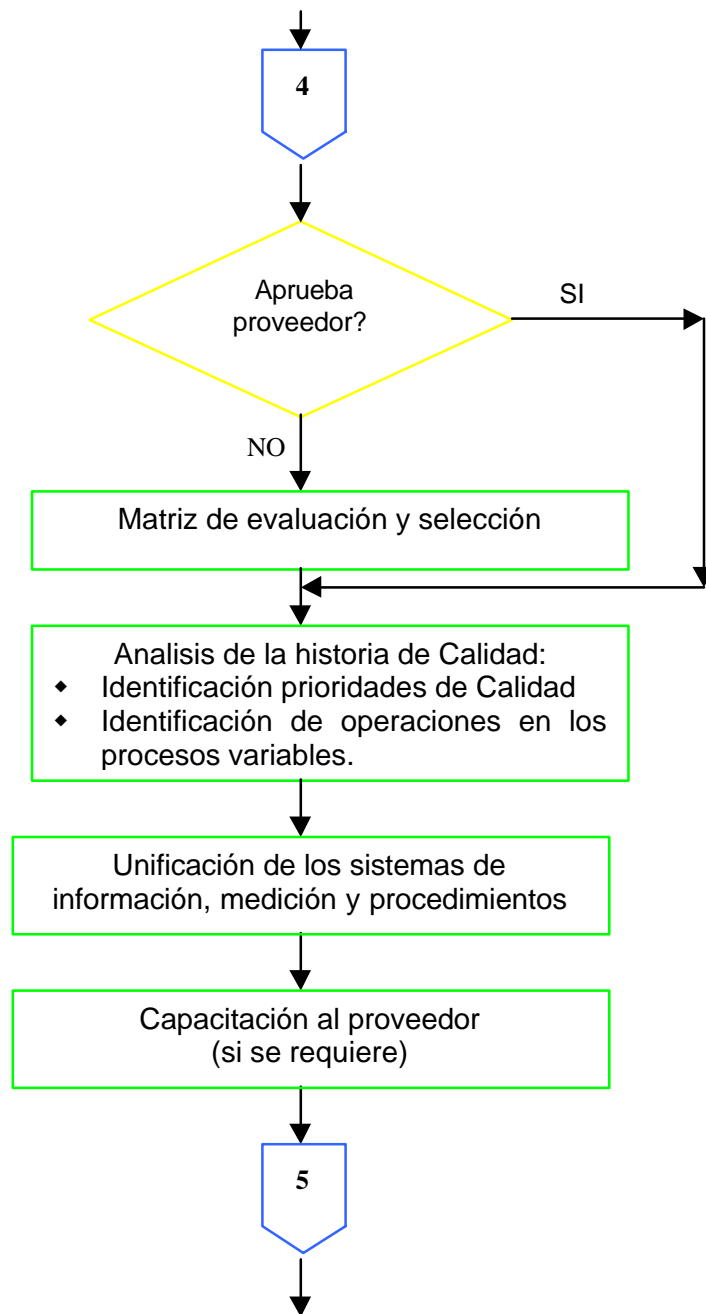 4
Aprueba
proveedor?
SI
NO
Matriz de evaluación y selección
Analisis de la historia de Calidad:
◆ Identificación prioridades de Calidad
◆ Identificación de operaciones en los
procesos variables.
Unificación de los sistemas de
información, medición y procedimientos
Capacitación al proveedor
(si se requiere)
5